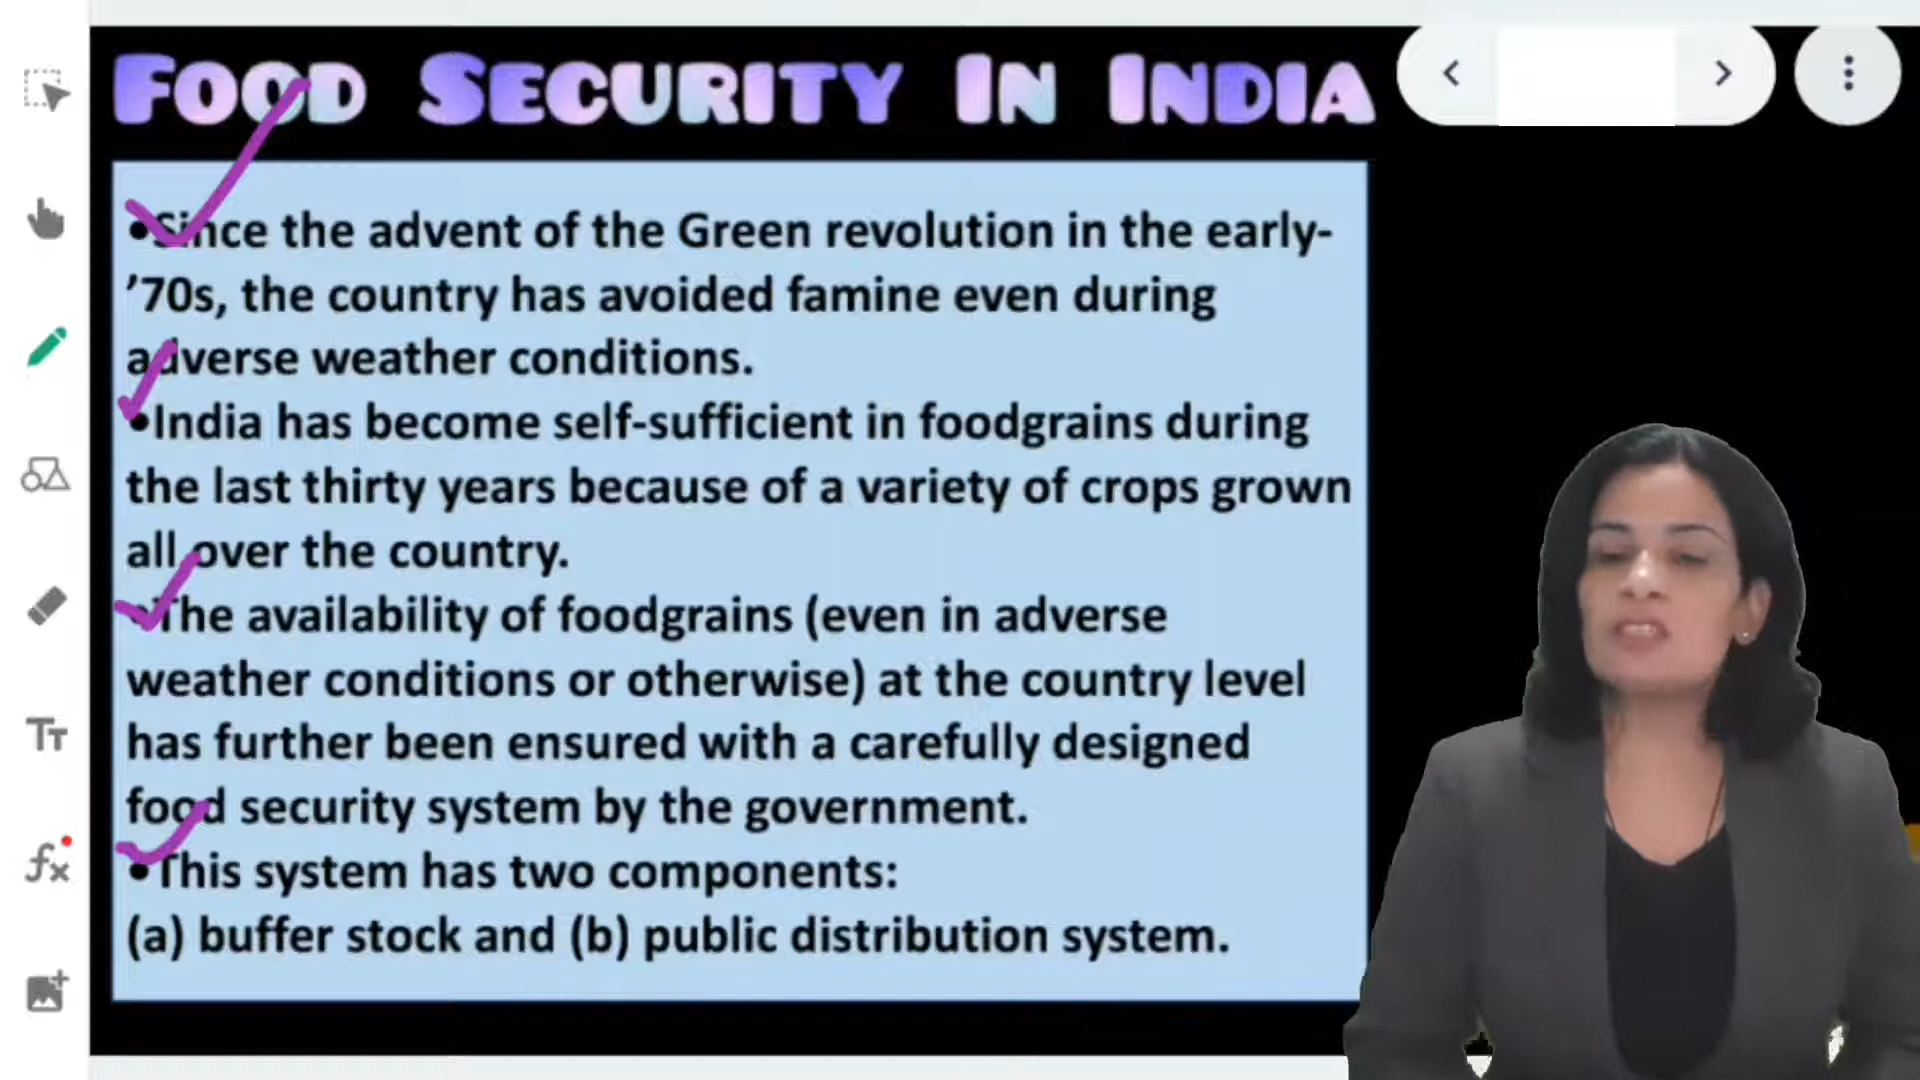 FOOD SECURITY IN INDIA
•Since the advent of the Green revolution in the early-
’70s, the country has avoided famine even during
adverse weather conditions.
•India has become self-sufficient in foodgrains during
the last thirty years because of a variety of crops grown
all over the country.
•The availability of foodgrains (even in adverse
weather conditions or otherwise) at the country level
has further been ensured with a carefully designed
food security system by the government.
•This system has two components:
(a) buffer stock and (b) public distribution system.
TT
fx